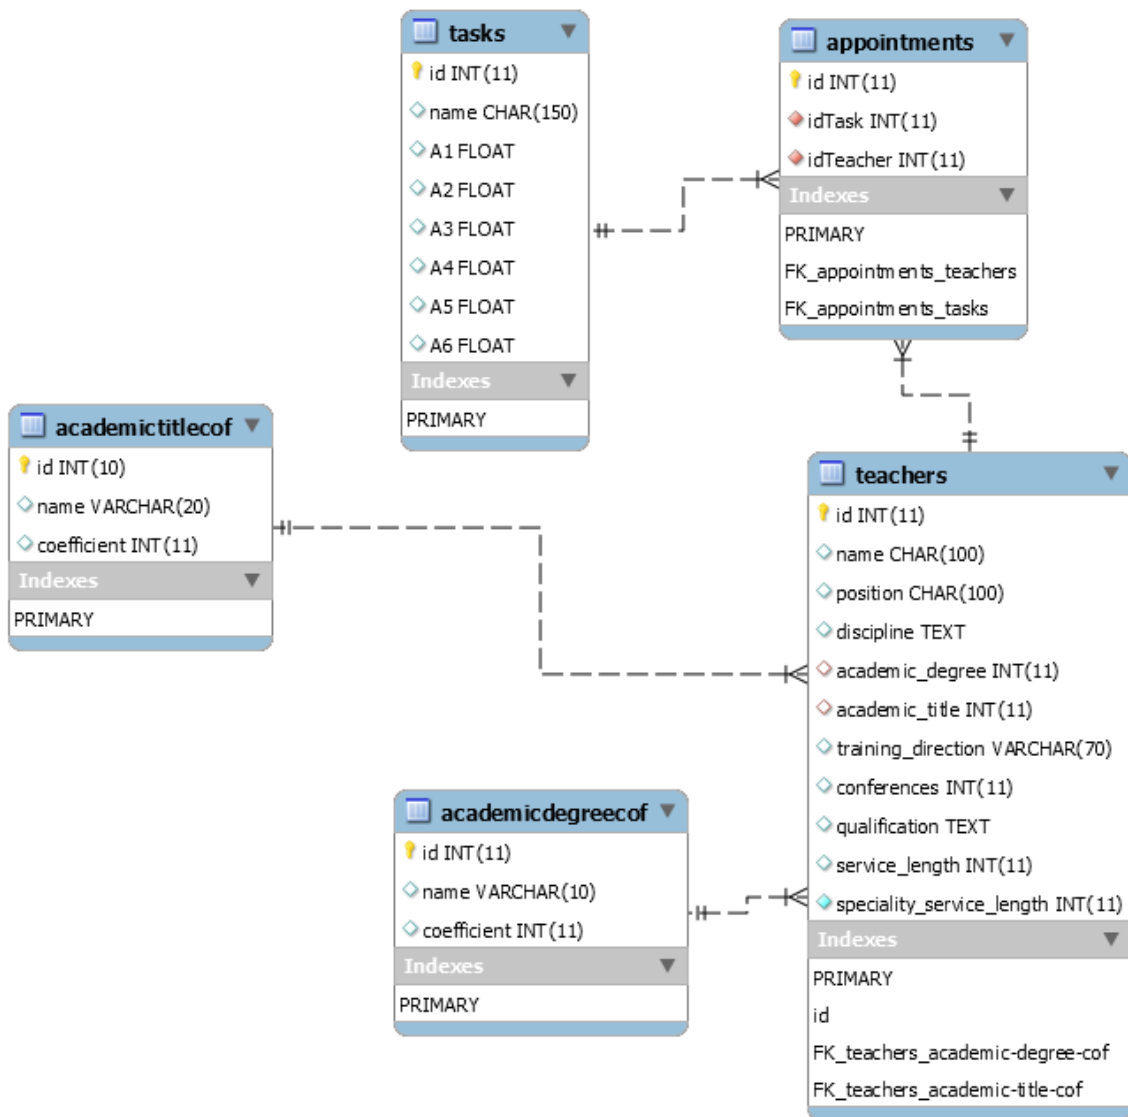 tasks
id INT(11)
name CHAR(150)
A1 FLOAT
A2 FLOAT
A3 FLOAT
A4 FLOAT
A5 FLOAT
A6 FLOAT
Indexes
PRIMARY
appointments
id INT(11)
idTask INT(11)
idTeacher INT(11)
Indexes
PRIMARY
FK_appointments_teachers
FK_appointments_tasks
academictitlecof
id INT(10)
name VARCHAR(20)
coefficient INT(11)
Indexes
PRIMARY
teachers
id INT(11)
name CHAR(100)
position CHAR(100)
discipline TEXT
academic_degree INT(11)
academic_title INT(11)
training_direction VARCHAR(70)
conferences INT(11)
qualification TEXT
service_length INT(11)
speciality_service_length INT(11)
Indexes
PRIMARY
id
FK_teachers_academic-degree-cof
FK_teachers_academic-title-cof
academicdegreecof
id INT(11)
name VARCHAR(10)
coefficient INT(11)
Indexes
PRIMARY